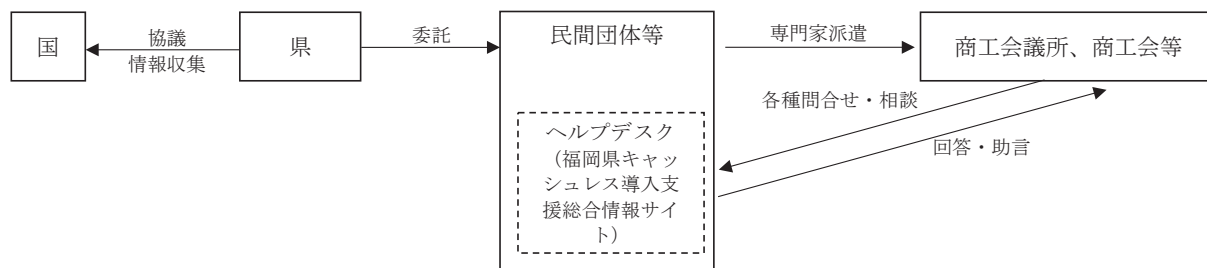 国
協議
情報収集
県
委託
民間団体等
ヘルプデスク
（福岡県キャッ
シュレス導入支
援総合情報サイ
ト）
専門家派遣
商工会議所、商工会等
各種問合せ・相談
回答・助言